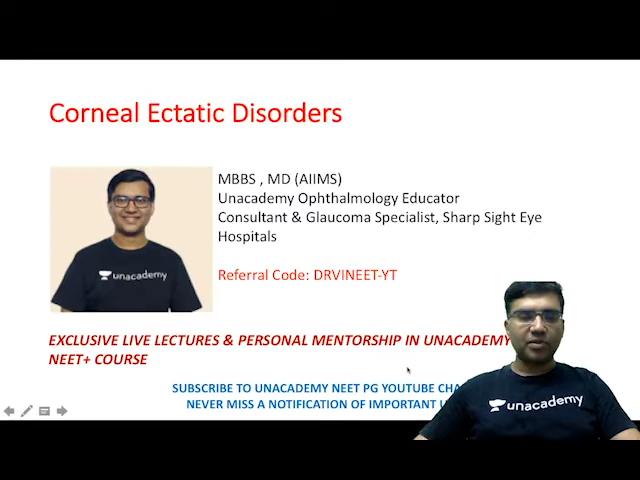 Corneal Ectatic Disorders
MBBS , MD (AIIMS)
Unacademy Ophthalmology Educator
Consultant & Glaucoma Specialist, Sharp Sight Eye
Hospitals
Referral Code: DRVINEET-YT
unacademy
EXCLUSIVE LIVE LECTURES & PERSONAL MENTORSHIP IN UNACADEMY
NEET+ COURSE
SUBSCRIBE TO UNACADEMY NEET PG YOUTUBE
NEVER MISS A NOTIFICATION OF IMPORTANT
unacademy